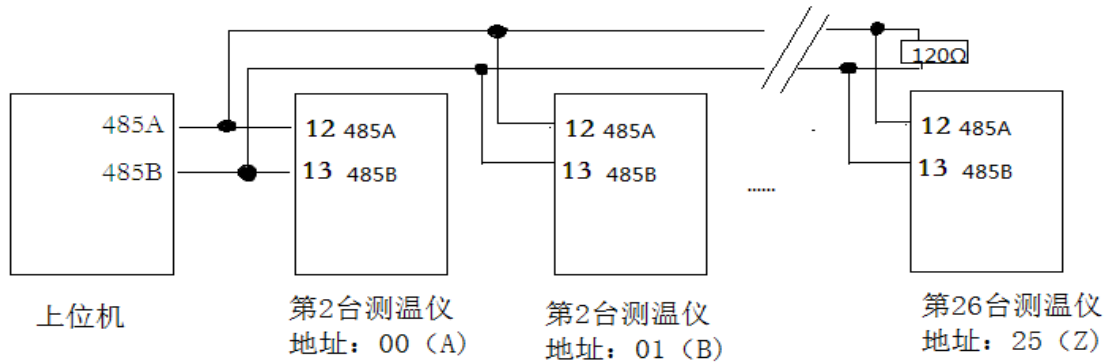 120Ω
485A
485B
12 485A
13 485B
12 485A
13 485B
......
12 485A
13 485B
上位机
第2台测温仪
地址：00（A）
第2台测温仪
地址：01（B）
第26台测温仪
地址：25（Z）